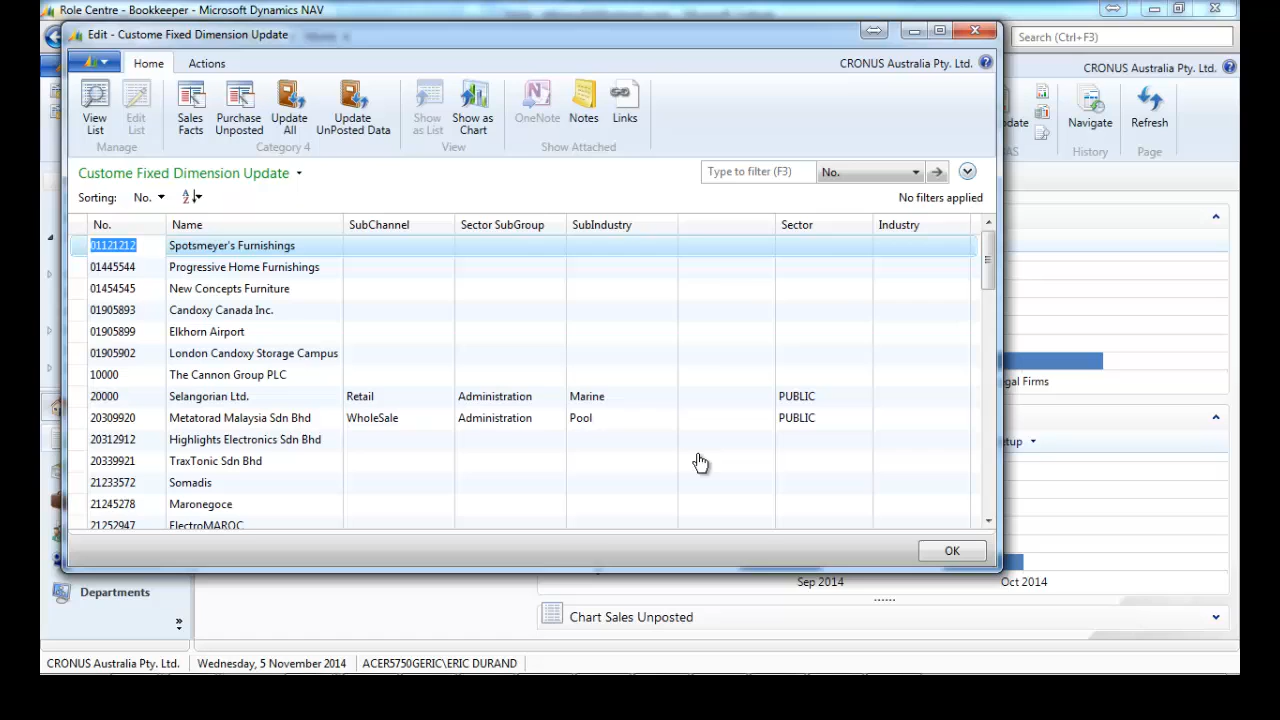 Role Centre - Bookkeeper - Microsoft Dynamics NAV
Edit - Custome Fixed Dimension Update
Search (Ctrl+F3)
Home
Actions
CRONUS Australia Pty. Ltd.
CRONUS Australia Pty. Ltd.
View List
Edit List
Sales Facts
Purchase Unposted
Update All
Update UnPosted Data
Show as List
Show as Chart
OneNote
Notes
Links
Navigate
Refresh
Manage
Category 4
View
Show Attached
History
Page
Custome Fixed Dimension Update
Type to filter (F3)
No.
Sorting:
No.
No filters applied
No. Name SubChannel Sector SubGroup SubIndustry Sector Industry
01121212 Spotsmeyer's Furnishings
01445544 Progressive Home Furnishings
01454545 New Concepts Furniture
01905893 Candoxy Canada Inc.
01905899 Elkhorn Airport
01905902 London Candoxy Storage Campus
10000 The Cannon Group PLC
gal Firms
20000 Selangorian Ltd. Retail Administration Marine PUBLIC
20309920 Metatorad Malaysia Sdn Bhd WholeSale Administration Pool PUBLIC
20312912 Highlights Electronics Sdn Bhd
20339921 TraxTonic Sdn Bhd
21233572 Somadis
21245278 Maronegoce
21252947 ElectroMAROC
OK
Sep 2014
Oct 2014
Departments
Chart Sales Unposted
CRONUS Australia Pty. Ltd.
Wednesday, 5 November 2014
ACER5750GERIC\ERIC DURAND